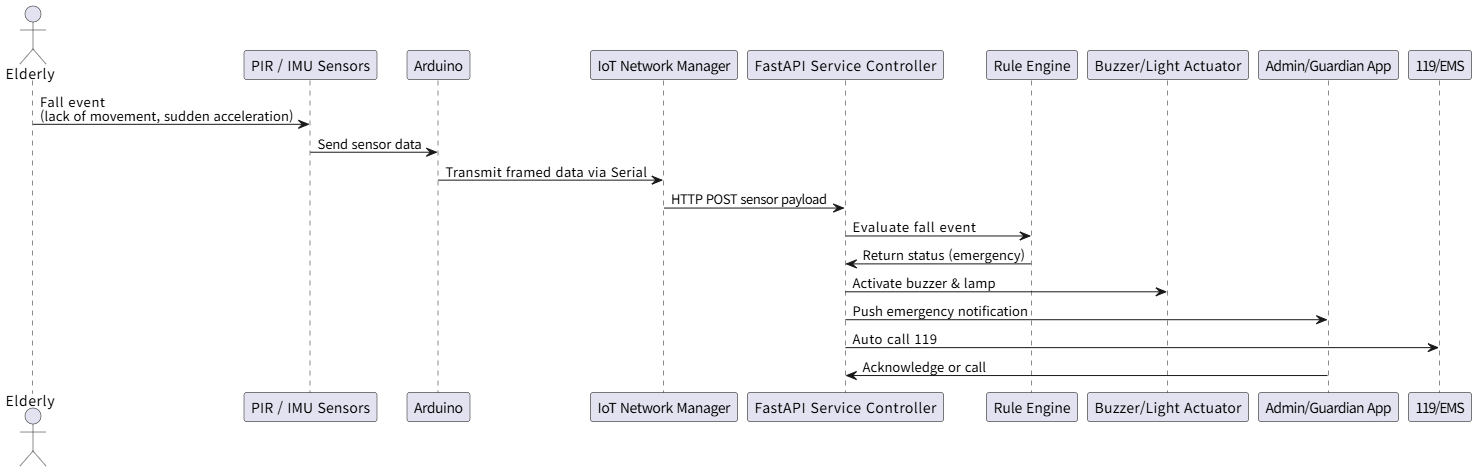 Elderly
PIR / IMU Sensors
Arduino
IoT Network Manager
FastAPI Service Controller
Rule Engine
Buzzer/Light Actuator
Admin/Guardian App
119/EMS
Fall event
(lack of movement, sudden acceleration)
Send sensor data
Transmit framed data via Serial
HTTP POST sensor payload
Evaluate fall event
Return status (emergency)
Activate buzzer & lamp
Push emergency notification
Auto call 119
Acknowledge or call
Elderly
PIR / IMU Sensors
Arduino
IoT Network Manager
FastAPI Service Controller
Rule Engine
Buzzer/Light Actuator
Admin/Guardian App
119/EMS